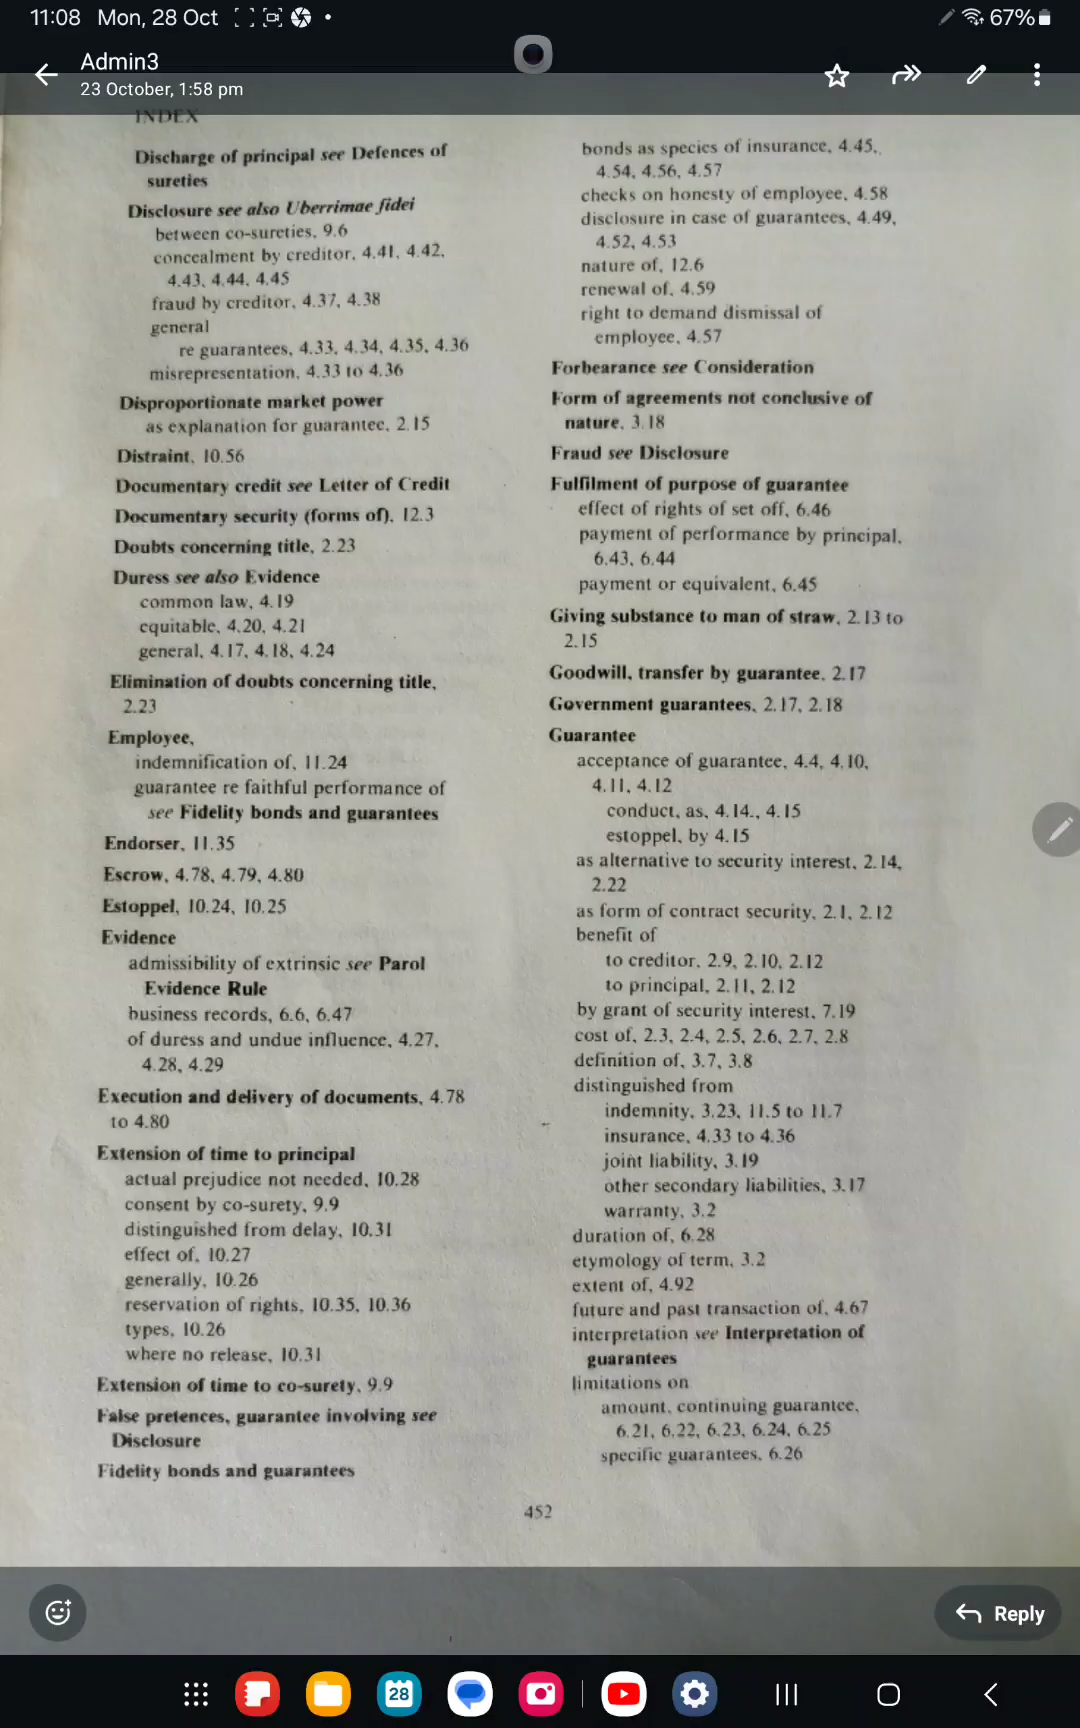 11:08 Mon, 28 Oct
67%
Admin3
23 October, 1:58 pm
INDEX
Discharge of principal see Defences of
sureties
Disclosure see also Uberrimae fidei
between co-sureties, 9.6
concealment by creditor, 4.41, 4.42,
4.43, 4.44, 4.45
fraud by creditor, 4.37, 4.38
general
re guarantees, 4.33, 4.34, 4.35, 4.36
misrepresentation, 4.33 to 4.36
Disproportionate market power
as explanation for guarantee, 2.15
Distraint, 10.56
Documentary credit see Letter of Credit
Documentary security (forms of), 12.3
Doubts concerning title, 2.23
Duress see also Evidence
common law, 4.19
equitable, 4.20, 4.21
general, 4.17, 4.18, 4.24
Elimination of doubts concerning title,
2.23
Employee,
indemnification of, 11.24
guarantee re faithful performance of
see Fidelity bonds and guarantees
Endorser, 11.35
Escrow, 4.78, 4.79, 4.80
Estoppel, 10.24, 10.25
Evidence
admissibility of extrinsic see Parol
Evidence Rule
business records, 6.6, 6.47
of duress and undue influence, 4.27,
4.28, 4.29
Execution and delivery of documents, 4.78
to 4.80
Extension of time to principal
actual prejudice not needed, 10.28
consent by co-surety, 9.9
distinguished from delay, 10.31
effect of, 10.27
generally, 10.26
reservation of rights, 10.35, 10.36
types, 10.26
where no release, 10.31
Extension of time to co-surety, 9.9
False pretences, guarantee involving see
Disclosure
Fidelity bonds and guarantees
bonds as species of insurance, 4.45,
4.54, 4.56, 4.57
checks on honesty of employee, 4.58
disclosure in case of guarantees, 4.49,
4.52, 4.53
nature of, 12.6
renewal of, 4.59
right to demand dismissal of
employee, 4.57
Forbearance see Consideration
Form of agreements not conclusive of
nature, 3.18
Fraud see Disclosure
Fulfilment of purpose of guarantee
effect of rights of set off, 6.46
payment of performance by principal,
6.43, 6.44
payment or equivalent, 6.45
Giving substance to man of straw, 2.13 to
2.15
Goodwill, transfer by guarantee, 2.17
Government guarantees, 2.17, 2.18
Guarantee
acceptance of guarantee, 4.4, 4.10,
4.11, 4.12
conduct, as, 4.14., 4.15
estoppel, by 4.15
as alternative to security interest, 2.14,
2.22
as form of contract security, 2.1, 2.12
benefit of
to creditor, 2.9, 2.10, 2.12
to principal, 2.11, 2.12
by grant of security interest, 7.19
cost of, 2.3, 2.4, 2.5, 2.6, 2.7, 2.8
definition of, 3.7, 3.8
distinguished from
indemnity, 3.23, 11.5 to 11.7
insurance, 4.33 to 4.36
joint liability, 3.19
other secondary liabilities, 3.17
warranty, 3.2
duration of, 6.28
etymology of term, 3.2
extent of, 4.92
future and past transaction of, 4.67
interpretation see Interpretation of
guarantees
limitations on
amount, continuing guarantee,
6.21, 6.22, 6.23, 6.24, 6.25
specific guarantees, 6.26
452
Reply
28